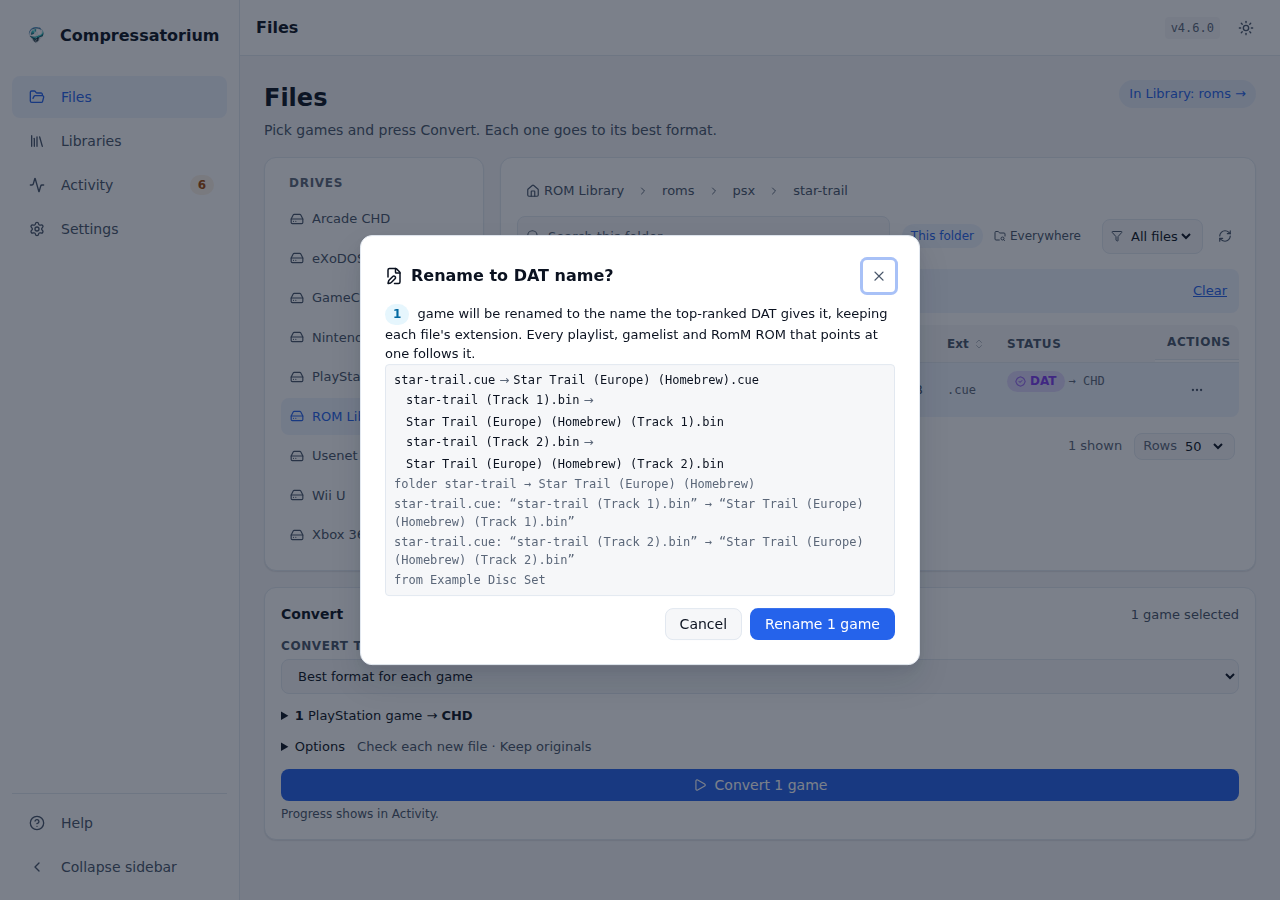 Compressatorium
Files
Libraries
Activity
6
Settings
Help
Collapse sidebar
Files
v4.6.0
Files
Pick games and press Convert. Each one goes to its best format.
In Library: roms →
DRIVES
Arcade CHD
eXoDOS
GameC
Nintend
PlaySta
ROM Lib
Usenet
Wii U
Xbox 36
ROM Library
roms
psx
star-trail
This folder
Everywhere
All files
Clear
Ext
STATUS
ACTIONS
.cue
DAT
→ CHD
1 shown
Rows 50
Rename to DAT name?
1 game will be renamed to the name the top-ranked DAT gives it, keeping
each file's extension. Every playlist, gamelist and RomM ROM that points at
one follows it.
star-trail.cue → Star Trail (Europe) (Homebrew).cue
star-trail (Track 1).bin →
Star Trail (Europe) (Homebrew) (Track 1).bin
star-trail (Track 2).bin →
Star Trail (Europe) (Homebrew) (Track 2).bin
folder star-trail → Star Trail (Europe) (Homebrew)
star-trail.cue: “star-trail (Track 1).bin” → “Star Trail (Europe)
(Homebrew) (Track 1).bin”
star-trail.cue: “star-trail (Track 2).bin” → “Star Trail (Europe)
(Homebrew) (Track 2).bin”
from Example Disc Set
Cancel
Rename 1 game
Convert
1 game selected
CONVERT T
Best format for each game
1 PlayStation game → CHD
Options Check each new file · Keep originals
Convert 1 game
Progress shows in Activity.